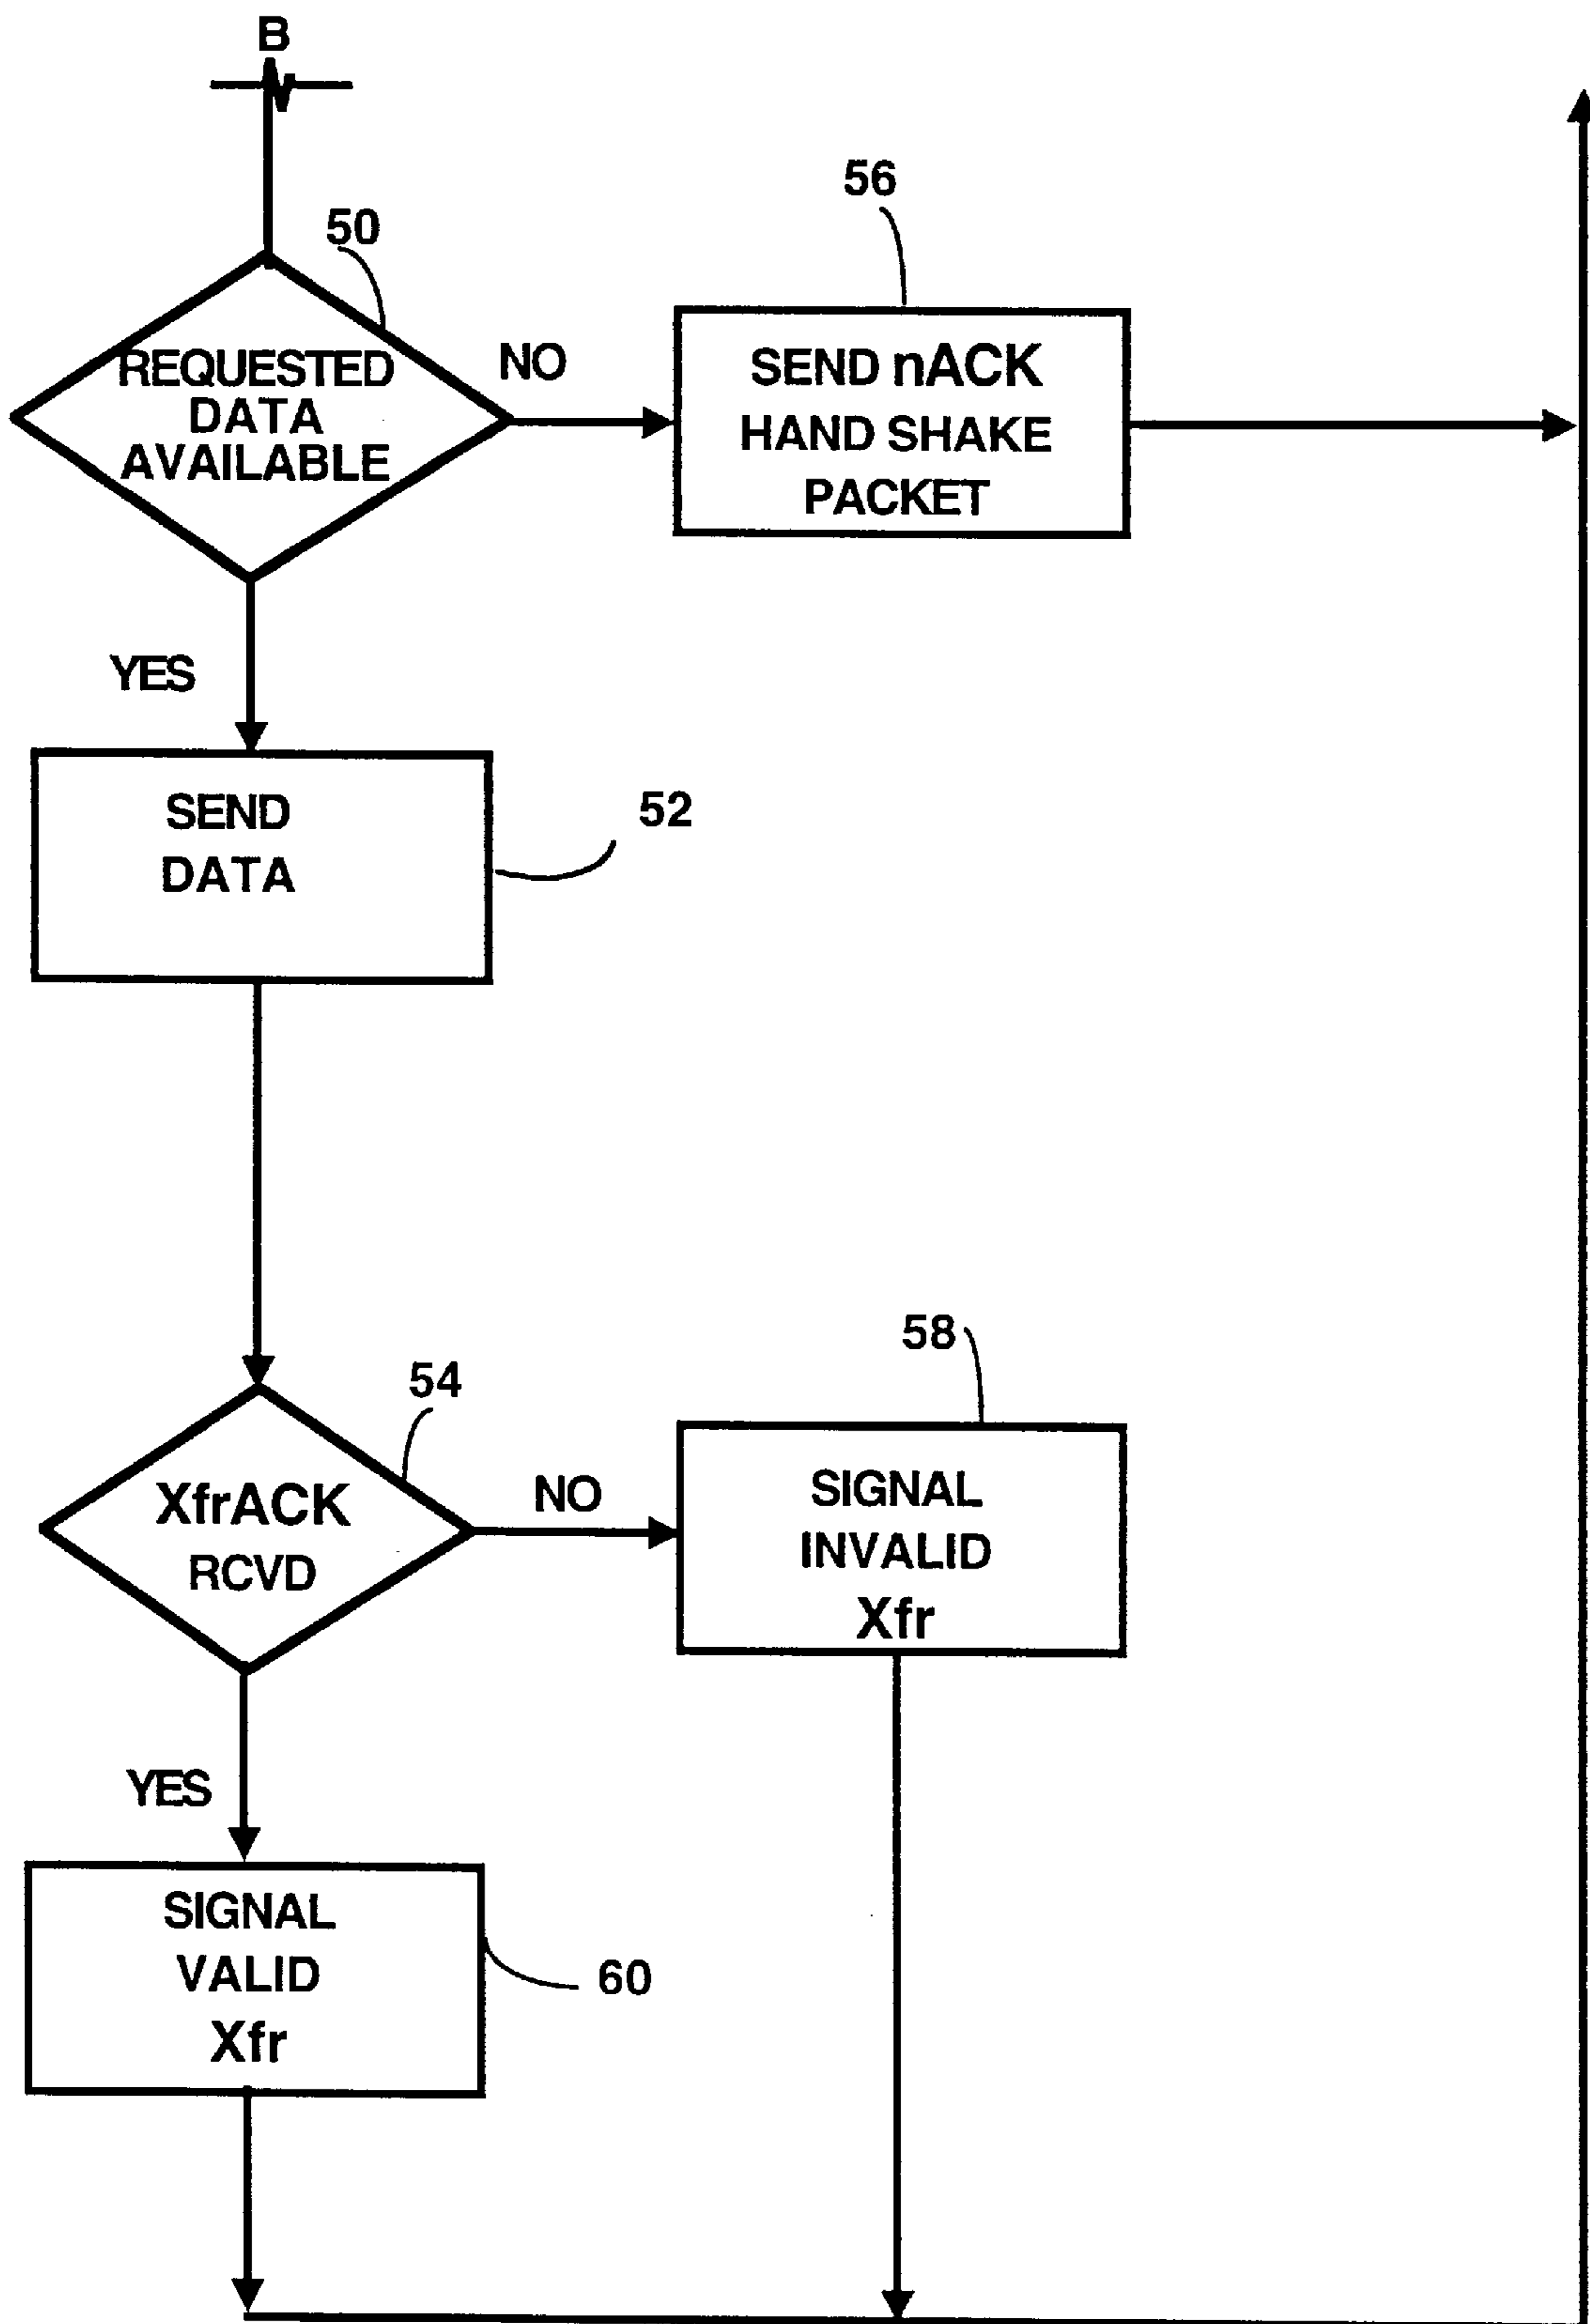 B
50
REQUESTED
DATA
AVAILABLE
NO
56
SEND nACK
HAND SHAKE
PACKET
YES
SEND
DATA
52
54
XfrACK
RCVD
NO
58
SIGNAL
INVALID
Xfr
YES
SIGNAL
VALID
Xfr
60